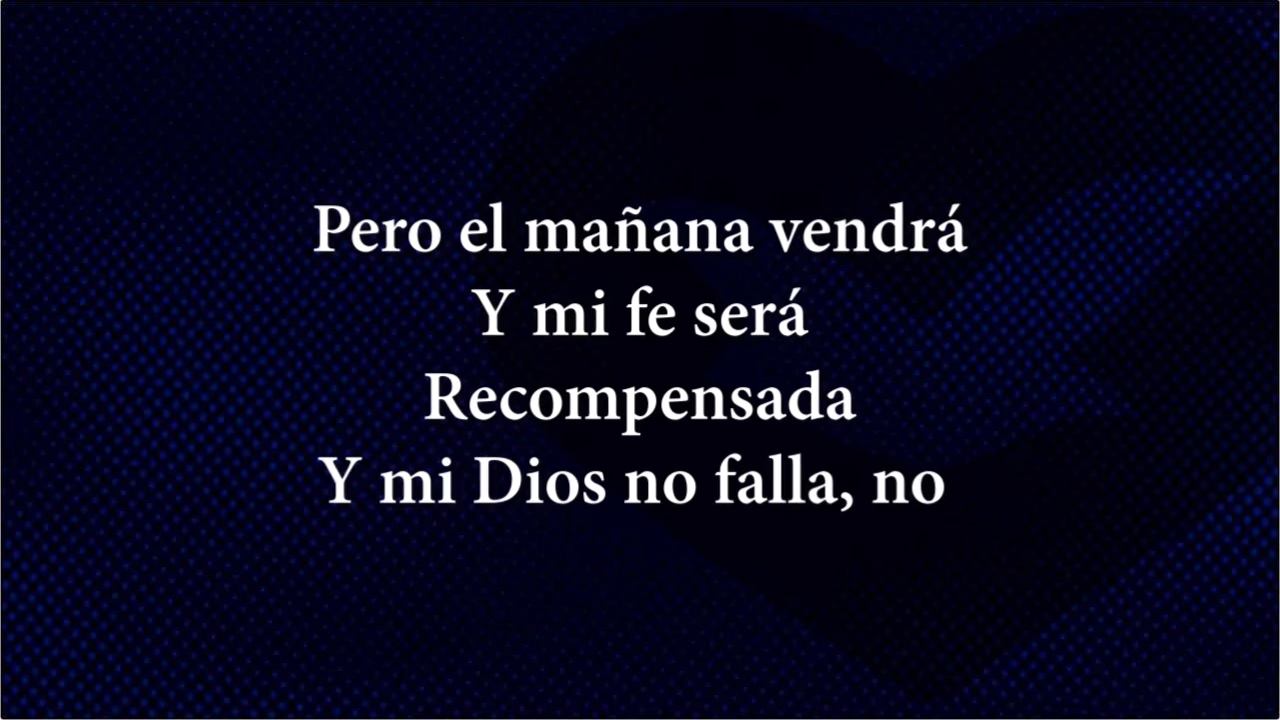 Pero el mañana vendrá
Y mi fe será
Recompensada
Y mi Dios no falla, no